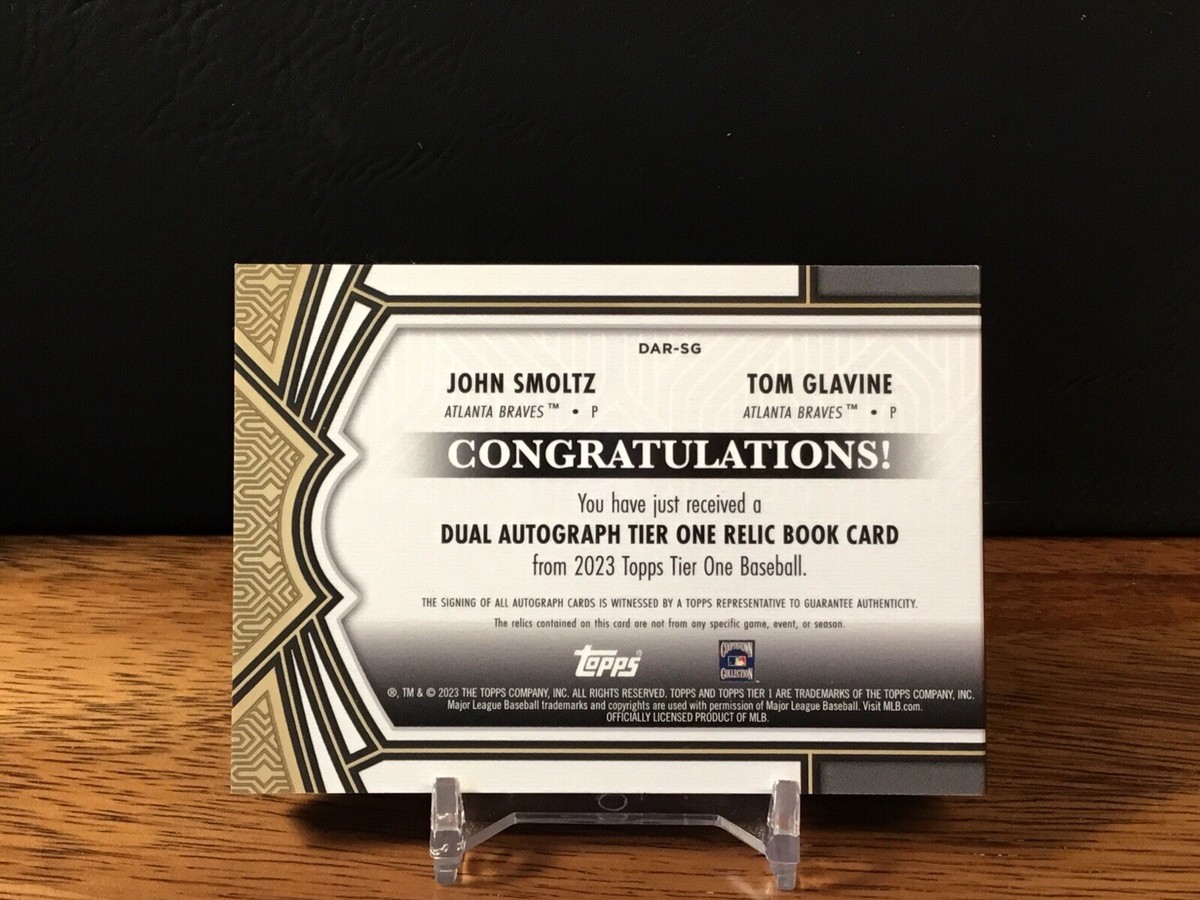 DAR-SG
JOHN SMOLTZ
ATLANTA BRAVES™ • P
TOM GLAVINE
ATLANTA BRAVES™ • P
CONGRATULATIONS!
You have just received a
DUAL AUTOGRAPH TIER ONE RELIC BOOK CARD
from 2023 Topps Tier One Baseball.
THE SIGNING OF ALL AUTOGRAPH CARDS IS WITNESSED BY A TOPPS REPRESENTATIVE TO GUARANTEE AUTHENTICITY.
The relics contained on this card are not from any specific game, event, or season.
topps®
COOPERSTOWN
COLLECTION™
®, TM & © 2023 THE TOPPS COMPANY, INC. ALL RIGHTS RESERVED. TOPPS AND TOPPS TIER 1 ARE TRADEMARKS OF THE TOPPS COMPANY, INC.
Major League Baseball trademarks and copyrights are used with permission of Major League Baseball. Visit MLB.com.
OFFICIALLY LICENSED PRODUCT OF MLB.